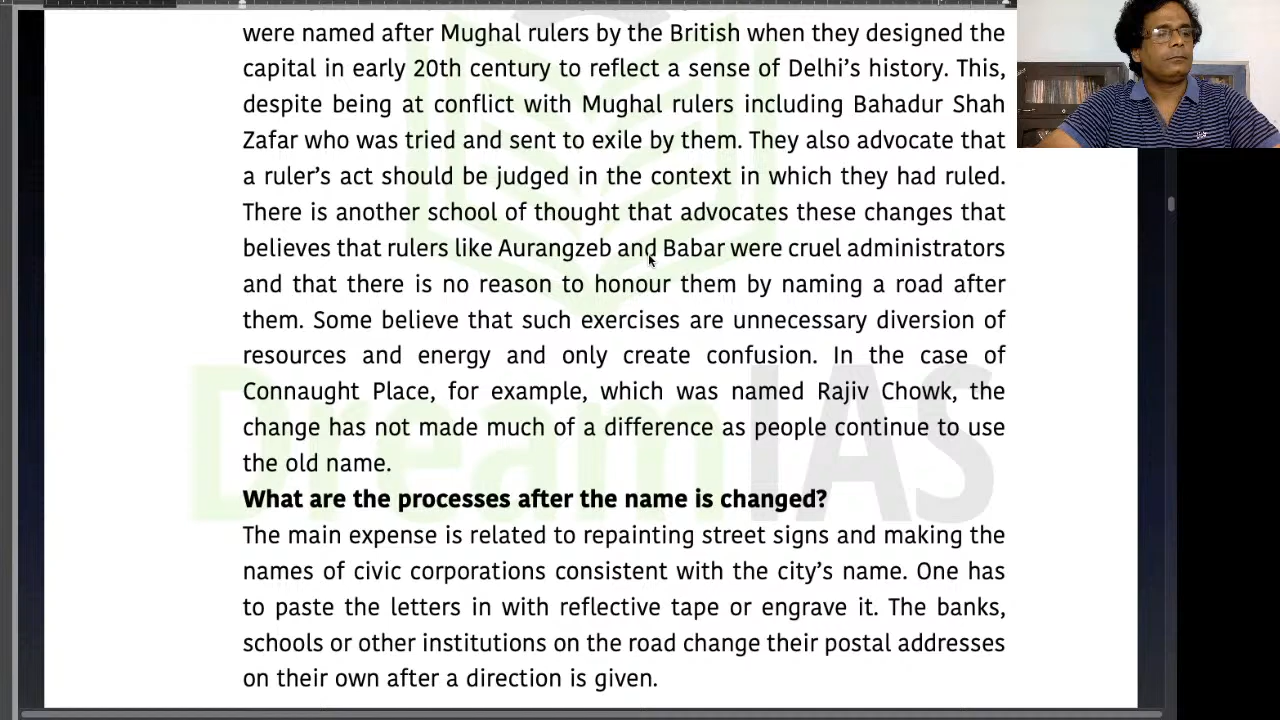 were named after Mughal rulers by the British when they designed the
capital in early 20th century to reflect a sense of Delhi’s history. This,
despite being at conflict with Mughal rulers including Bahadur Shah
Zafar who was tried and sent to exile by them. They also advocate that
a ruler’s act should be judged in the context in which they had ruled.
There is another school of thought that advocates these changes that
believes that rulers like Aurangzeb and Babar were cruel administrators
and that there is no reason to honour them by naming a road after
them. Some believe that such exercises are unnecessary diversion of
resources and energy and only create confusion. In the case of
Connaught Place, for example, which was named Rajiv Chowk, the
change has not made much of a difference as people continue to use
the old name.
What are the processes after the name is changed?
The main expense is related to repainting street signs and making the
names of civic corporations consistent with the city’s name. One has
to paste the letters in with reflective tape or engrave it. The banks,
schools or other institutions on the road change their postal addresses
on their own after a direction is given.
DreamIAS